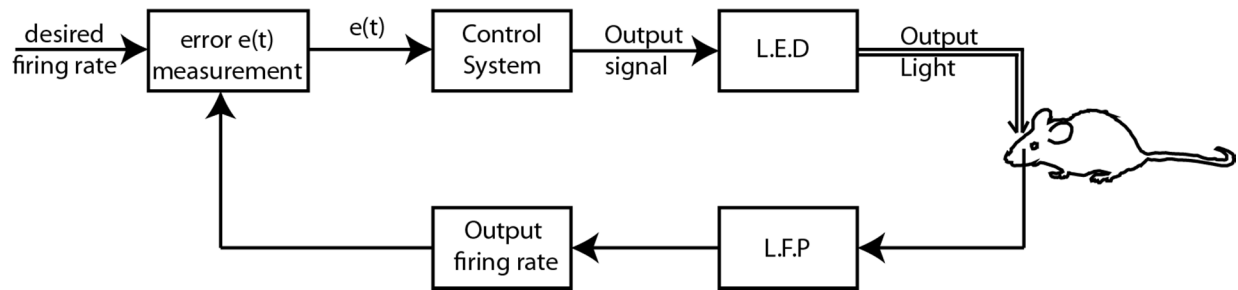 desired
firing rate
error e(t)
measurement
e(t)
Control
System
Output
signal
L.E.D
Output
Light
Output
firing rate
L.F.P